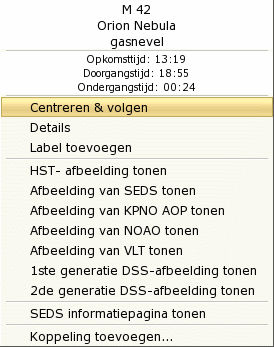 M 42
Orion Nebula
gasnevel
Opkomsttijd: 13:19
Doorgangstijd: 18:55
Ondergangstijd: 00:24
Centreren & volgen
Details
Label toevoegen
HST- afbeelding tonen
Afbeelding van SEDS tonen
Afbeelding van KPNO AOP tonen
Afbeelding van NOAO tonen
Afbeelding van VLT tonen
1ste generatie DSS-afbeelding tonen
2de generatie DSS-afbeelding tonen
SEDS informatiepagina tonen
Koppeling toevoegen...